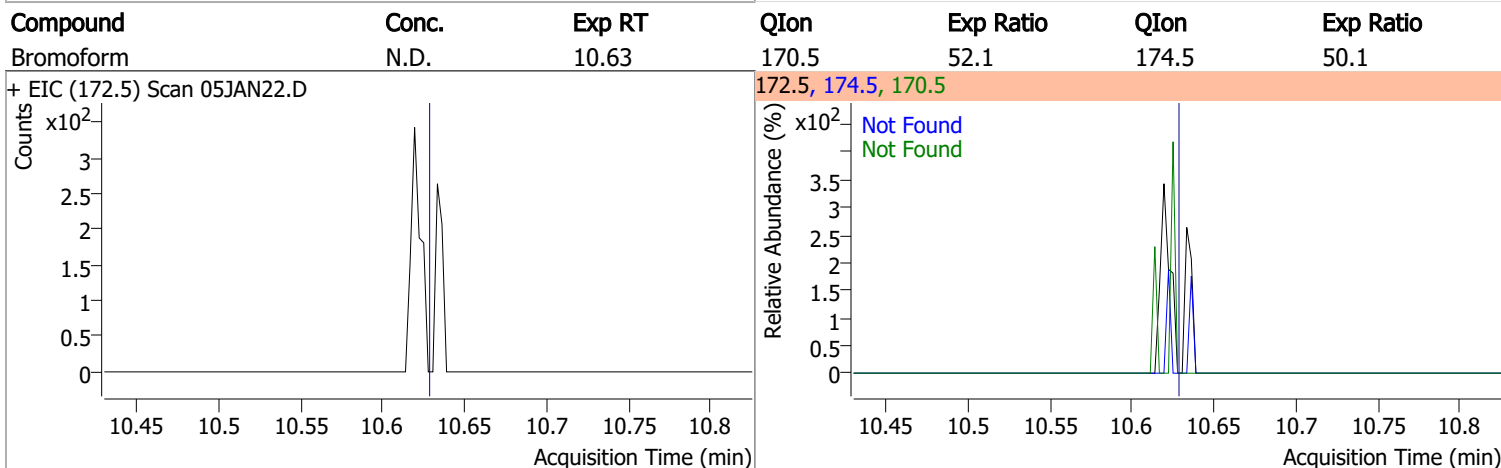 Compound Conc. Exp RT QIon Exp Ratio QIon Exp Ratio
Bromoform N.D. 10.63 170.5 52.1 174.5 50.1
+ EIC (172.5) Scan 05JAN22.D
Counts
x10²
3
2.5
2
1.5
1
0.5
0
10.45 10.5 10.55 10.6 10.65 10.7 10.75 10.8
Acquisition Time (min)
172.5, 174.5, 170.5
Relative Abundance (%)
x10²
Not Found
Not Found
3.5
3
2.5
2
1.5
1
0.5
0
10.45 10.5 10.55 10.6 10.65 10.7 10.75 10.8
Acquisition Time (min)